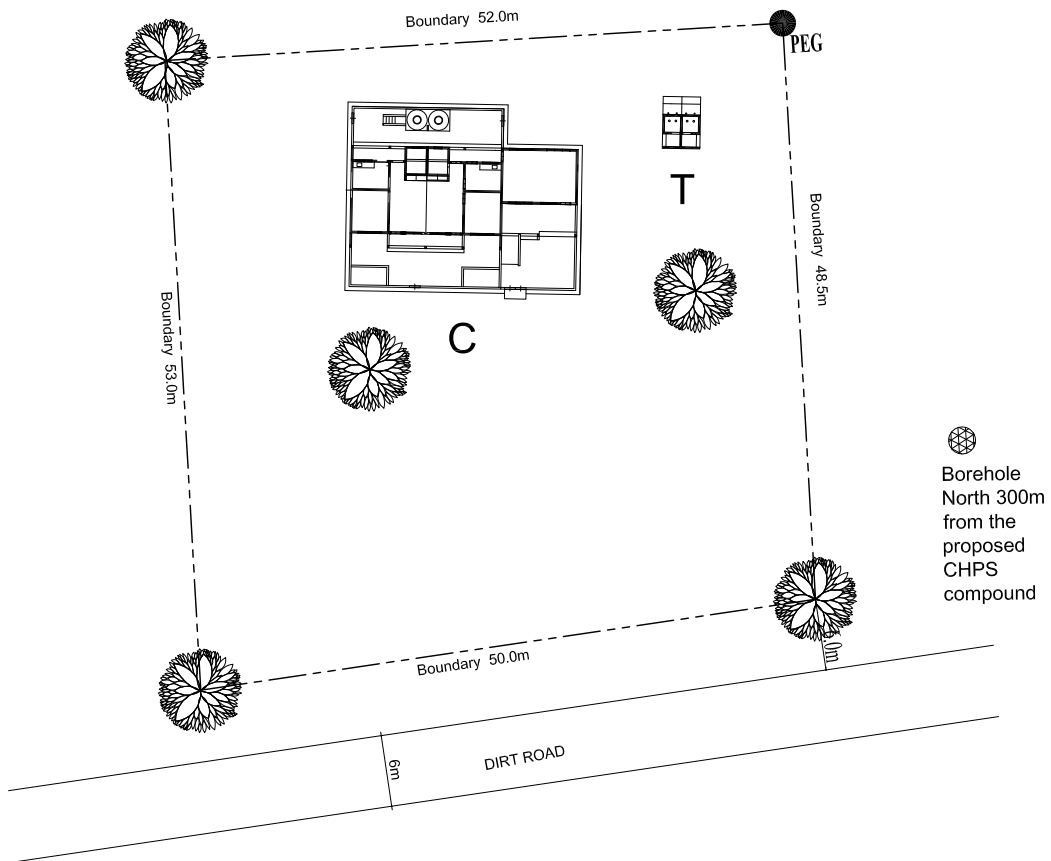 Boundary 52.0m
PEG
T
Boundary 48.5m
Boundary 53.0m
C
Borehole
North 300m
from the
proposed
CHPS
compound
Boundary 50.0m
6m
DIRT ROAD